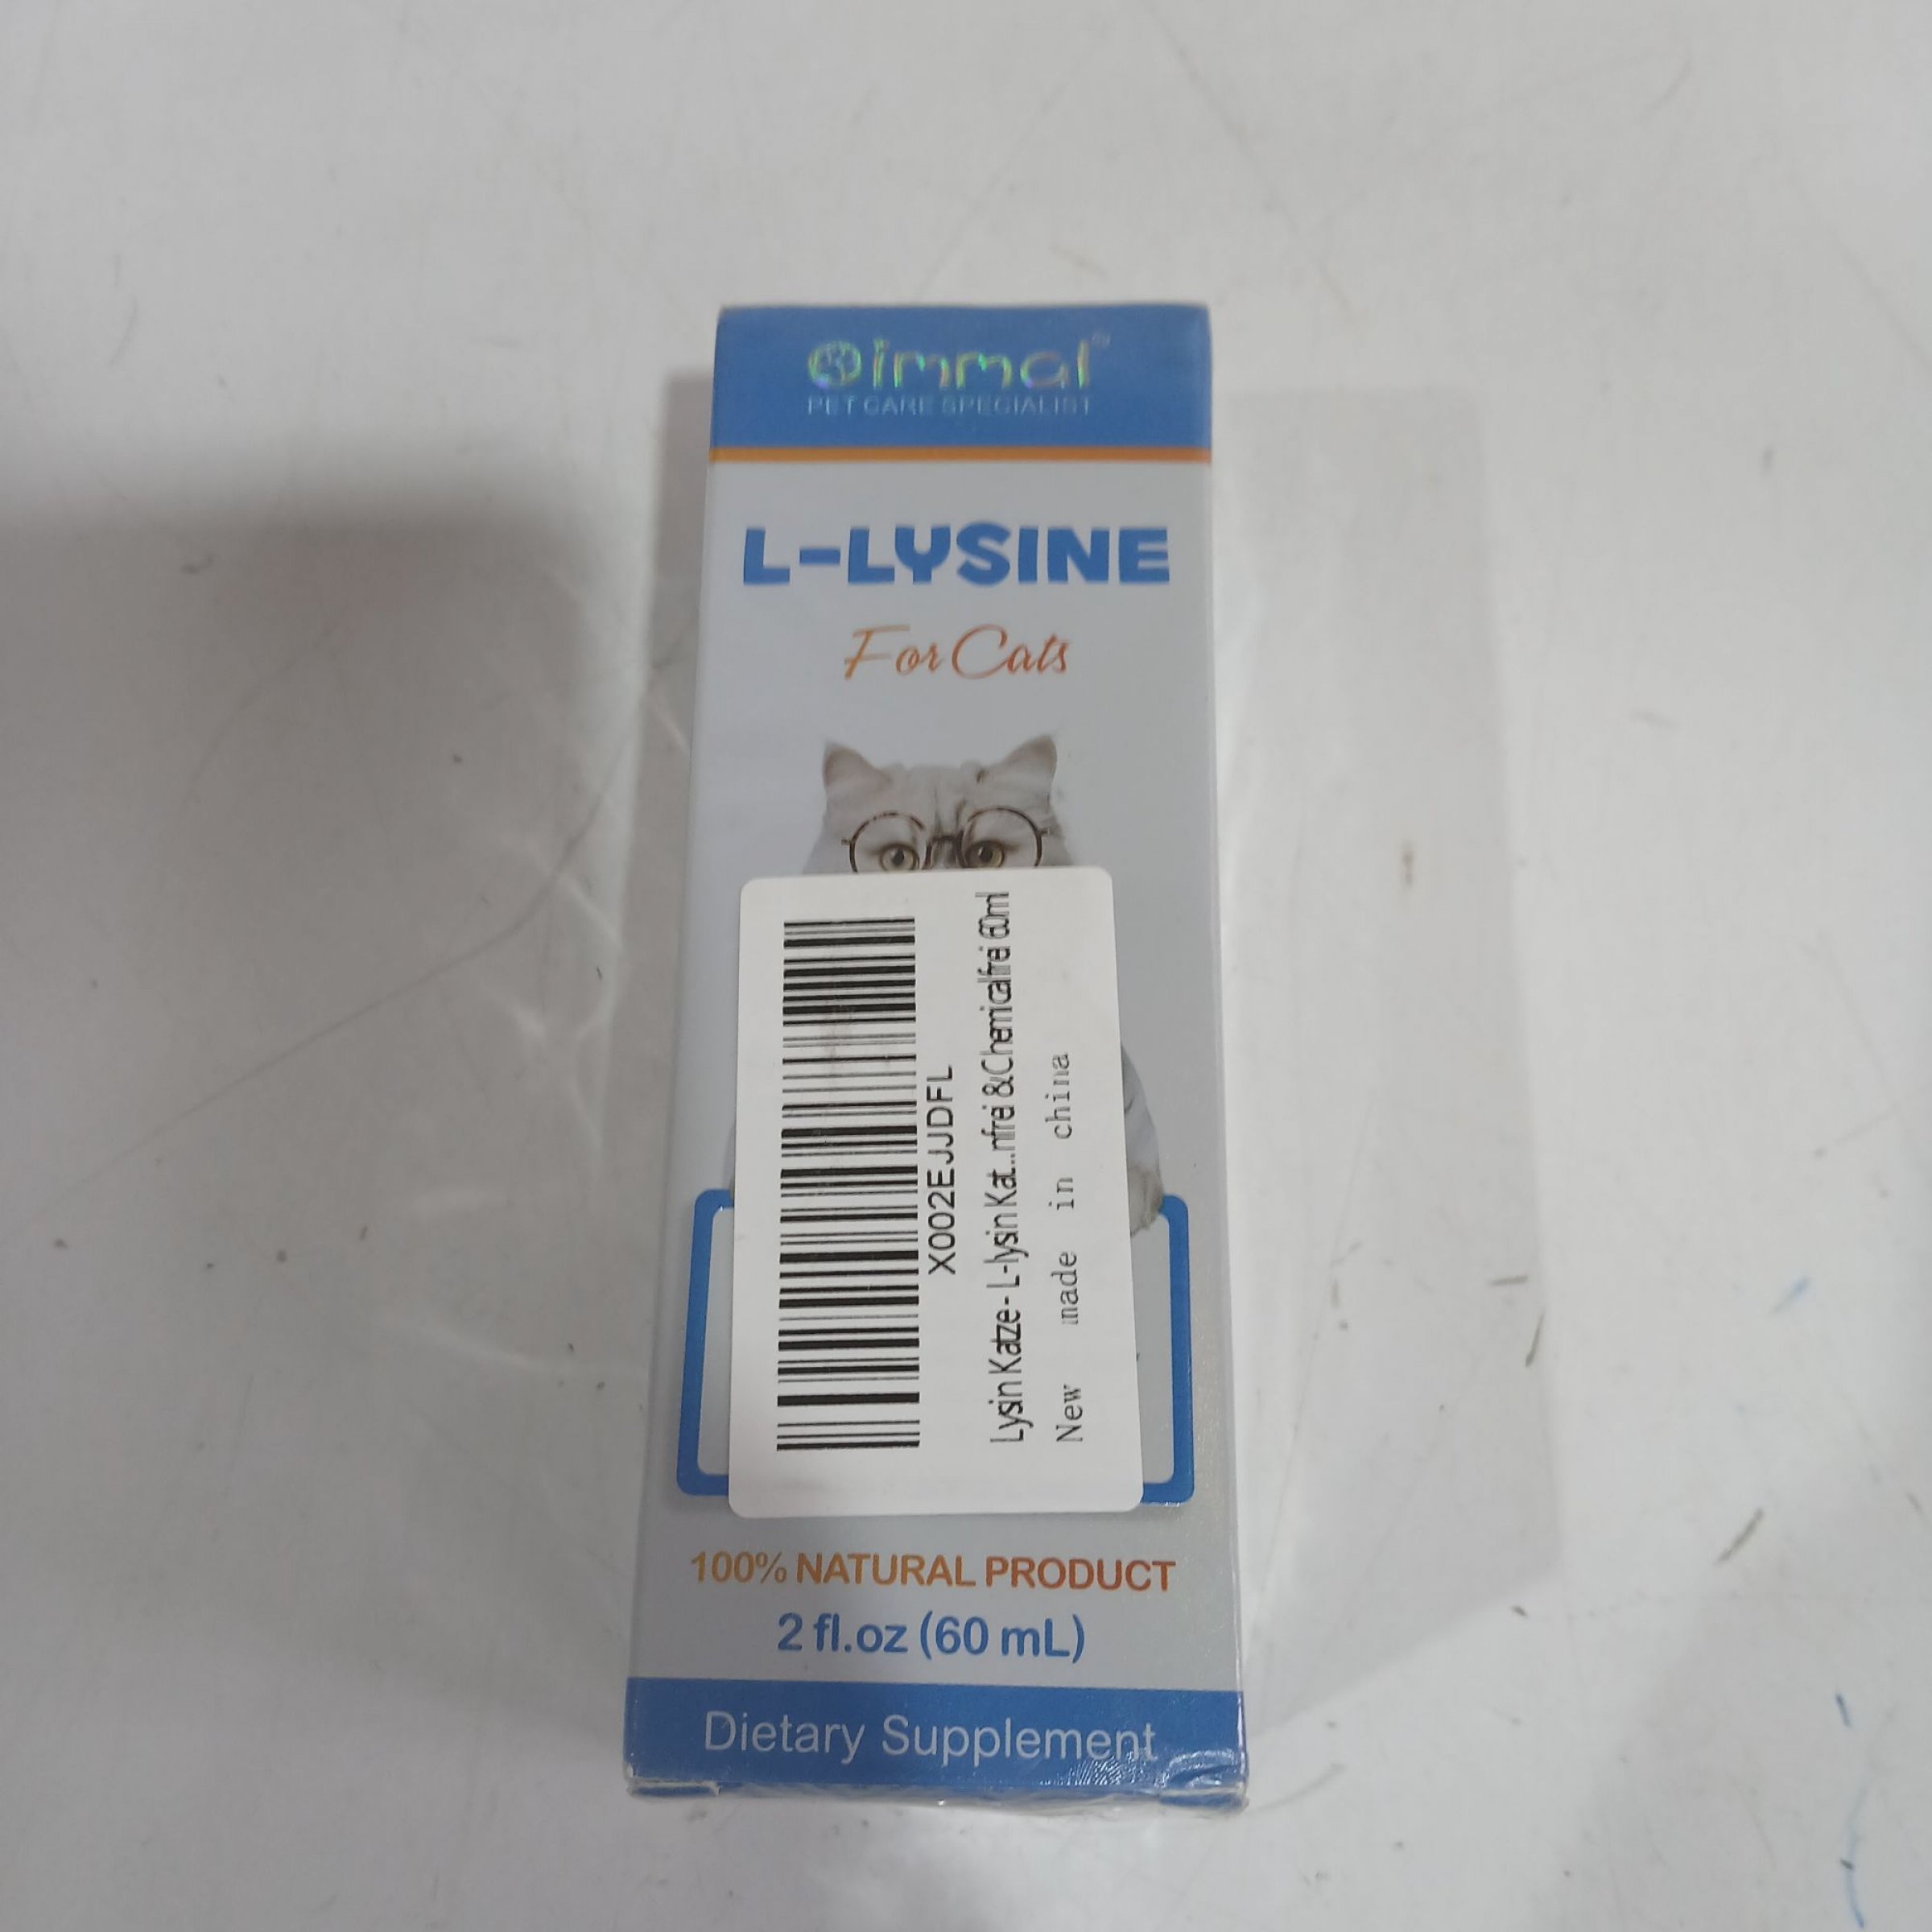 immal
PET CARE SPECIALIST
L-LYSINE
For Cats
X002EJJDFL
Lysin Katze - L-lysin Kat...nfrei & Chemicalfrei 60ml
New made in china
100% NATURAL PRODUCT
2 fl.oz (60 mL)
Dietary Supplement